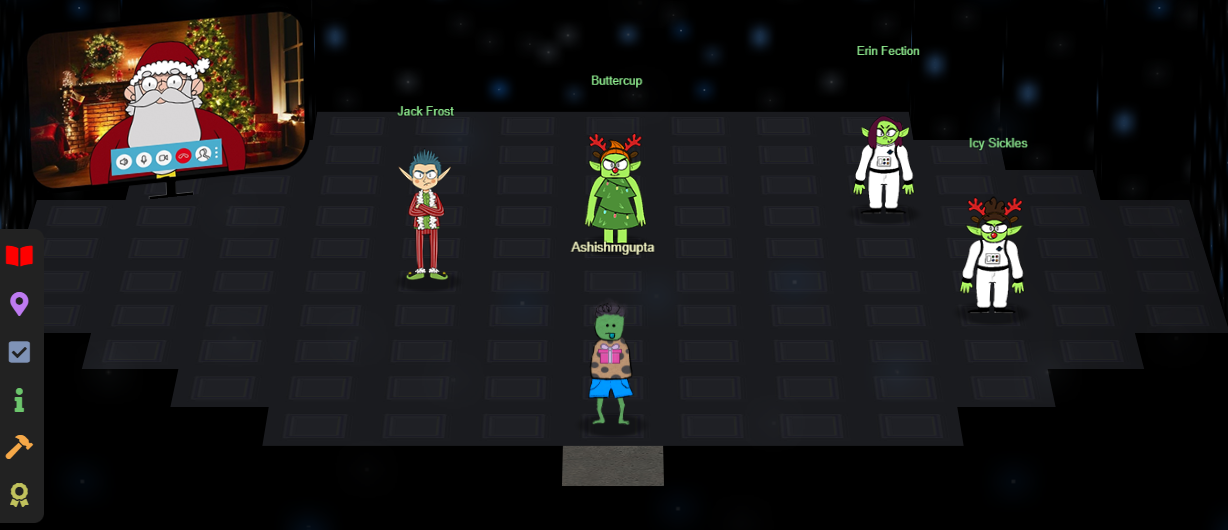 Erin Fection
Buttercup
Jack Frost
Icy Sickles
Ashishmgupta